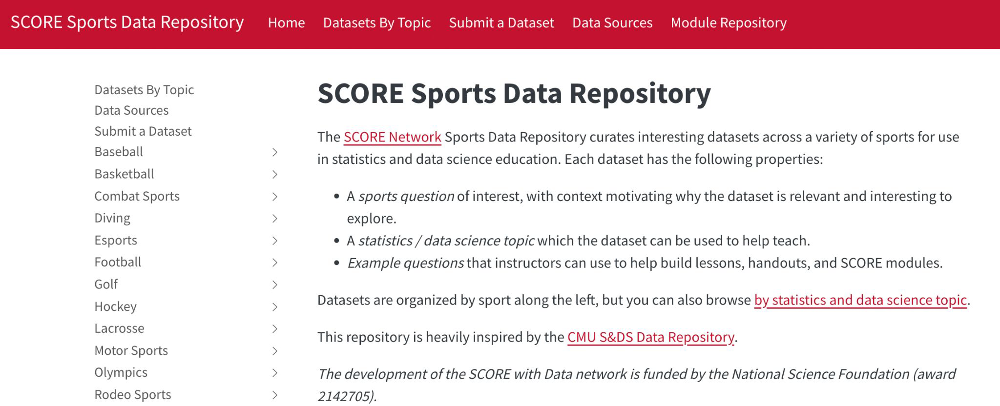 SCORE Sports Data Repository Home Datasets By Topic Submit a Dataset Data Sources Module Repository
Datasets By Topic
Data Sources
Submit a Dataset
Baseball
Basketball
Combat Sports
Diving
Esports
Football
Golf
Hockey
Lacrosse
Motor Sports
Olympics
Rodeo Sports
SCORE Sports Data Repository
The SCORE Network Sports Data Repository curates interesting datasets across a variety of sports for use
in statistics and data science education. Each dataset has the following properties:
• A sports question of interest, with context motivating why the dataset is relevant and interesting to
explore.
• A statistics / data science topic which the dataset can be used to help teach.
• Example questions that instructors can use to help build lessons, handouts, and SCORE modules.
Datasets are organized by sport along the left, but you can also browse by statistics and data science topic.
This repository is heavily inspired by the CMU S&DS Data Repository.
The development of the SCORE with Data network is funded by the National Science Foundation (award
2142705).